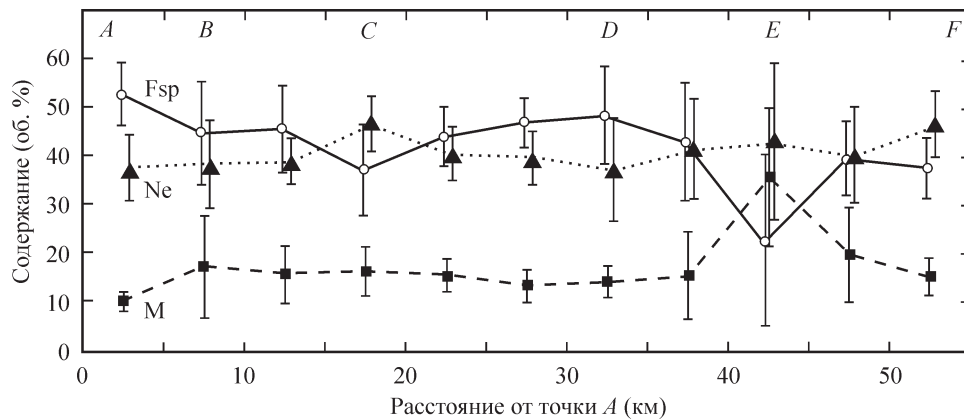 A B C D E F
60
50
40
30
20
10
0
Fsp
Ne
M
Содержание (об. %)
0 10 20 30 40 50
Расстояние от точки A (км)